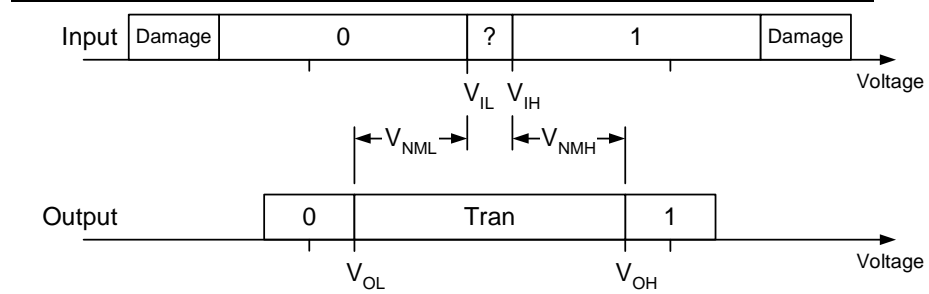 Input Damage 0 ? 1 Damage
Voltage
V_IL V_IH
V_NML V_NMH
Output 0 Tran 1
Voltage
V_OL V_OH